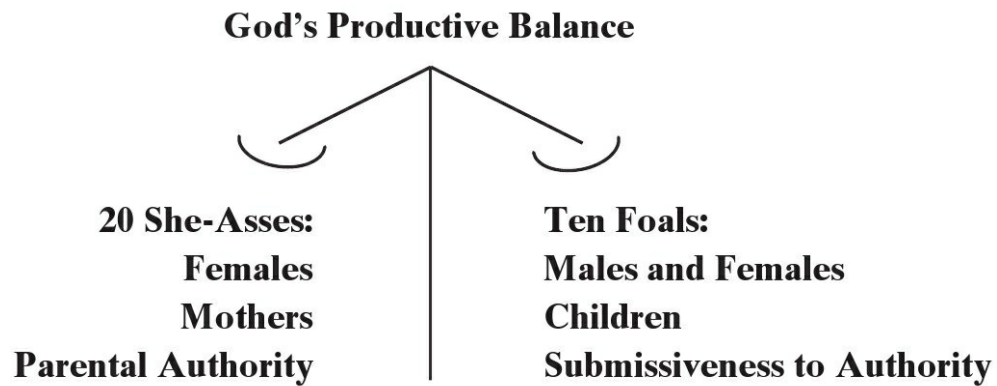 God’s Productive Balance
20 She-Asses:
Females
Mothers
Parental Authority
Ten Foals:
Males and Females
Children
Submissiveness to Authority